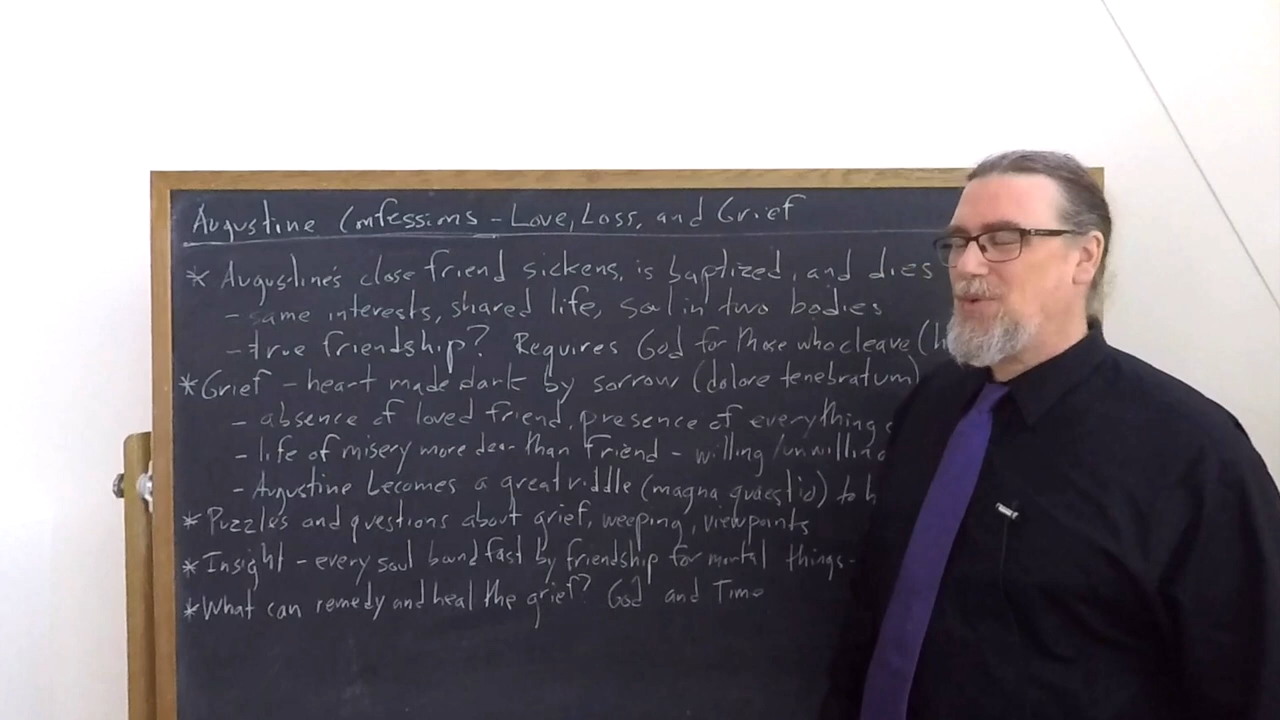 Augustine Confessions - Love, Loss, and Grief
* Augustine's close friend sickens, is baptized, and dies
- same interests, shared life, soul in two bodies
- true friendship? Requires God for those who cleave (h
* Grief - heart made dark by sorrow (dolore tenebratum)
- absence of loved friend, presence of everything
- life of misery more dear than friend - willing/unwilling
- Augustine becomes a great riddle (magna quaestio) to h
* Puzzles and questions about grief, weeping, viewpoints
* Insight - every soul bound fast by friendship for mortal things -
* What can remedy and heal the grief? God and Time